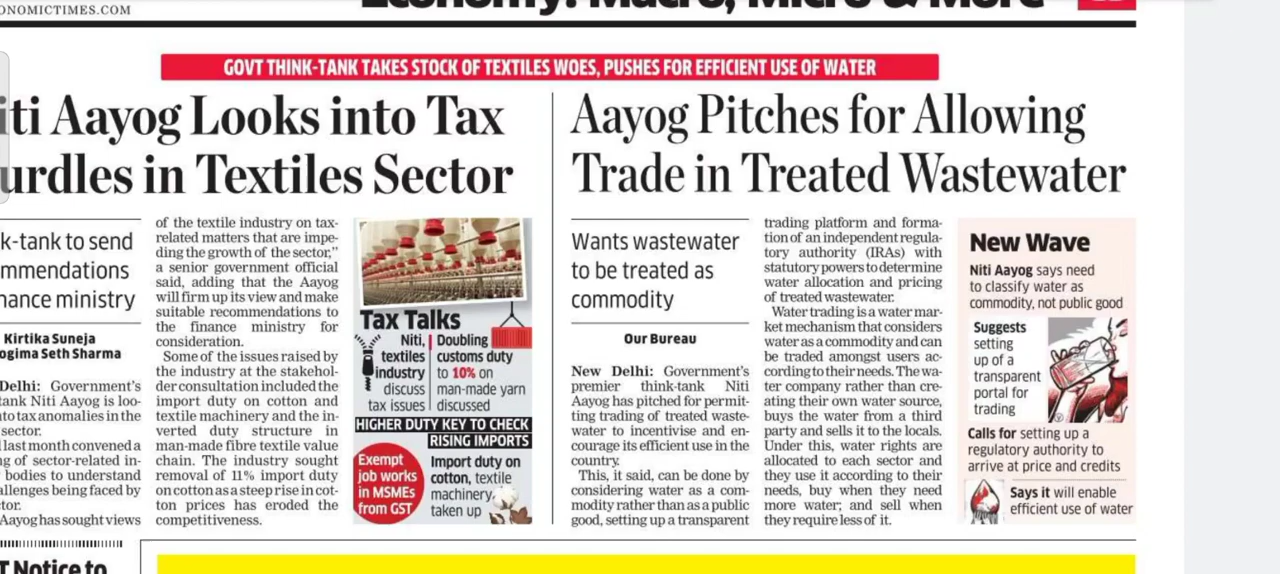 ONOMICTIMES.COM
Economy: Macro, Micro & More
GOVT THINK-TANK TAKES STOCK OF TEXTILES WOES, PUSHES FOR EFFICIENT USE OF WATER
iti Aayog Looks into Tax
urdles in Textiles Sector
k-tank to send
mmendations
nance ministry
Kirtika Suneja
ogima Seth Sharma
Delhi: Government's
tank Niti Aayog is loo-
nto tax anomalies in the
sector.
l last month convened a
ng of sector-related in-
bodies to understand
allenges being faced by
tor.
Aayog has sought views
of the textile industry on tax-
related matters that are impe-
ding the growth of the sector,"
a senior government official
said, adding that the Aayog
will firm up its view and make
suitable recommendations to
the finance ministry for
consideration.
Some of the issues raised by
the industry at the stakehol-
der consultation included the
import duty on cotton and
textile machinery and the in-
verted duty structure in
man-made fibre textile value
chain. The industry sought
removal of 11% import duty
on cotton as a steep rise in cot-
ton prices has eroded the
competitiveness.
Tax Talks
Niti,
textiles
industry
discuss
tax issues
Doubling
customs duty
to 10% on
man-made yarn
discussed
HIGHER DUTY KEY TO CHECK
RISING IMPORTS
Exempt
job works
in MSMEs
from GST
Import duty on
cotton, textile
machinery
taken up
Aayog Pitches for Allowing
Trade in Treated Wastewater
Wants wastewater
to be treated as
commodity
Our Bureau
New Delhi: Government's
premier think-tank Niti
Aayog has pitched for permit-
ting trading of treated waste-
water to incentivise and en-
courage its efficient use in the
country.
This, it said, can be done by
considering water as a com-
modity rather than as a public
good, setting up a transparent
trading platform and forma-
tion of an independent regula-
tory authority (IRAs) with
statutory powers to determine
water allocation and pricing
of treated wastewater.
Water trading is a water mar-
ket mechanism that considers
water as a commodity and can
be traded amongst users ac-
cording to their needs. The wa-
ter company rather than cre-
ating their own water source,
buys the water from a third
party and sells it to the locals.
Under this, water rights are
allocated to each sector and
they use it according to their
needs, buy when they need
more water; and sell when
they require less of it.
New Wave
Niti Aayog says need
to classify water as
commodity, not public good
Suggests
setting
up of a
transparent
portal for
trading
Calls for setting up a
regulatory authority to
arrive at price and credits
Says it will enable
efficient use of water
T Notice to